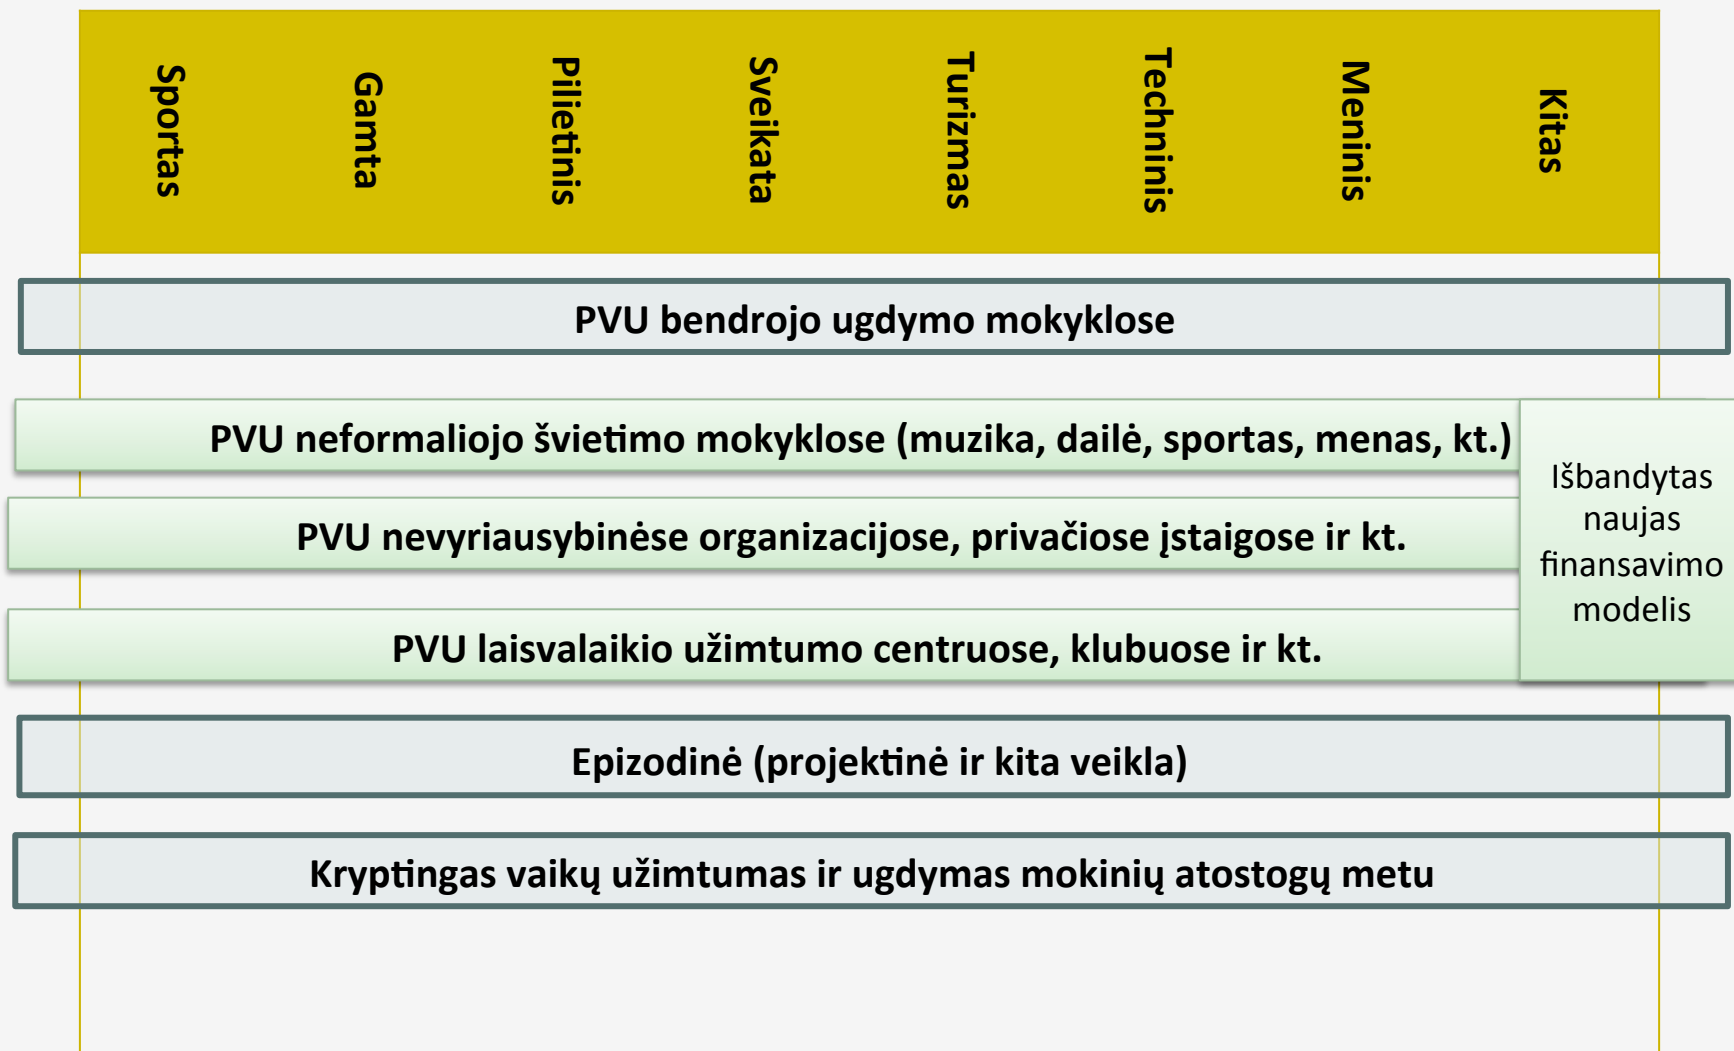 Sportas
Gamta
Pilietinis
Sveikata
Turizmas
Techninis
Meninis
Kitas
PVU bendrojo ugdymo mokyklose
PVU neformaliojo švietimo mokyklose (muzika, dailė, sportas, menas, kt.)
PVU nevyriausybinėse organizacijose, privačiose įstaigose ir kt.
PVU laisvalaikio užimtumo centruose, klubuose ir kt.
Išbandytas
naujas
finansavimo
modelis
Epizodinė (projektinė ir kita veikla)
Kryptingas vaikų užimtumas ir ugdymas mokinių atostogų metu